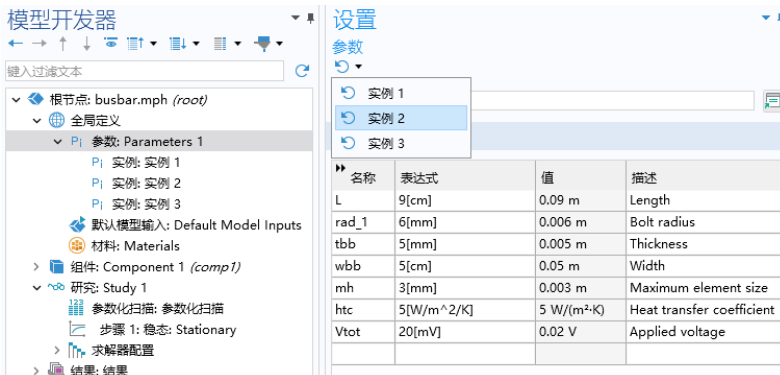 模型开发器
键入过滤文本
根节点: busbar.mph (root)
全局定义
Pi 参数: Parameters 1
Pi 实例: 实例 1
Pi 实例: 实例 2
Pi 实例: 实例 3
默认模型输入: Default Model Inputs
材料: Materials
组件: Component 1 (comp1)
研究: Study 1
123 参数化扫描: 参数化扫描
步骤 1: 稳态: Stationary
求解器配置
结果: 结果
设置
参数
实例 1
实例 2
实例 3
名称 表达式 值 描述
L 9[cm] 0.09 m Length
rad_1 6[mm] 0.006 m Bolt radius
tbb 5[mm] 0.005 m Thickness
wbb 5[cm] 0.05 m Width
mh 3[mm] 0.003 m Maximum element size
htc 5[W/m^2/K] 5 W/(m²·K) Heat transfer coefficient
Vtot 20[mV] 0.02 V Applied voltage